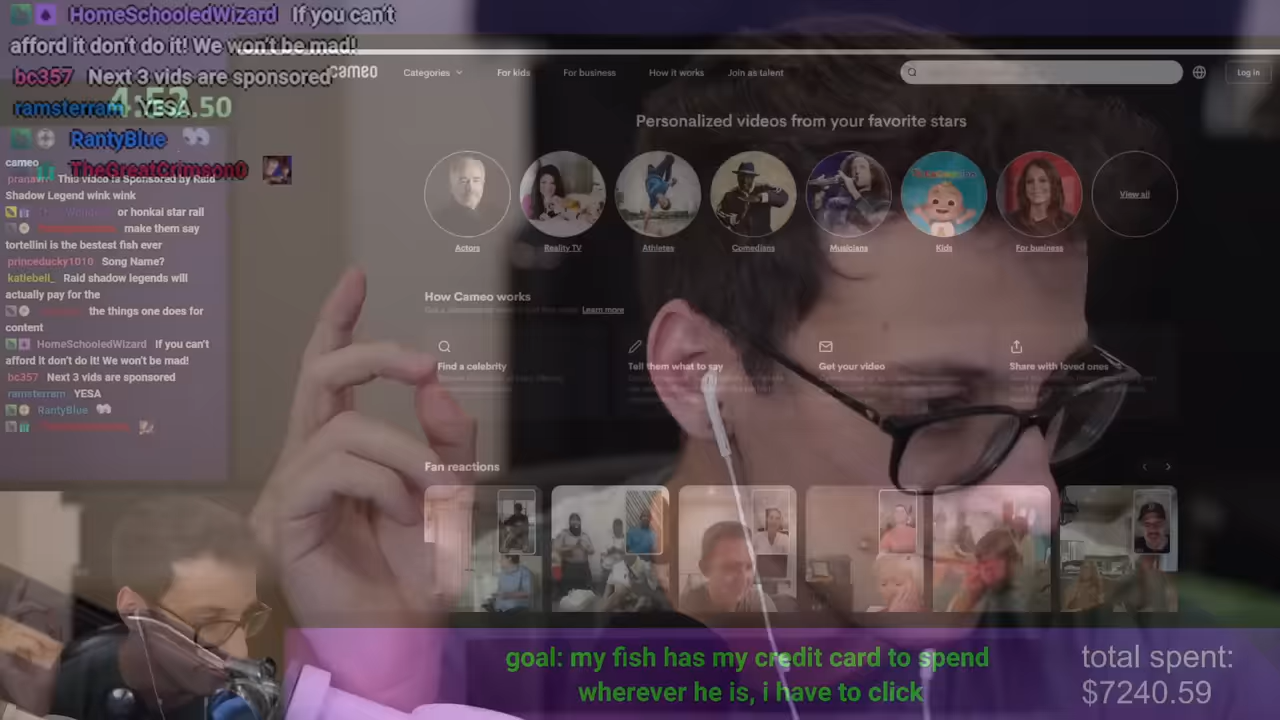 HomeSchooledWizard If you can't
afford it don't do it! We won't be mad!
bc357 Next 3 vids are sponsored
ramsterram YESA
4:52.50
RantyBlue
TheGreatCrimson0
cameo
Shadow Legend wink wink
or honkai star rail
make them say
tortellini is the bestest fish ever
princeducky1010 Song Name?
katiebell_ Raid shadow legends will
actually pay for the
the things one does for
content
HomeSchooledWizard If you can't
afford it don't do it! We won't be mad!
bc357 Next 3 vids are sponsored
ramsterram YESA
RantyBlue
cameo
Categories For kids For business How it works Join as talent
Log in
Personalized videos from your favorite stars
Actors Reality TV Athletes Comedians Musicians Kids For business View all
How Cameo works
Learn more
Find a celebrity Tell them what to say Get your video Share with loved ones
Fan reactions
goal: my fish has my credit card to spend
wherever he is, i have to click
total spent:
$7240.59